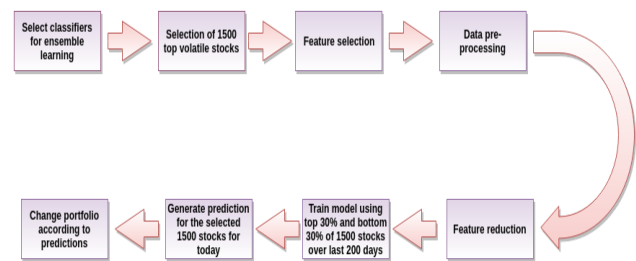 Select classifiers
for ensemble
learning
Selection of 1500
top volatile stocks
Feature selection
Data pre-
processing
Feature reduction
Train model using
top 30% and bottom
30% of 1500 stocks
over last 200 days
Generate prediction
for the selected
1500 stocks for
today
Change portfolio
according to
predictions